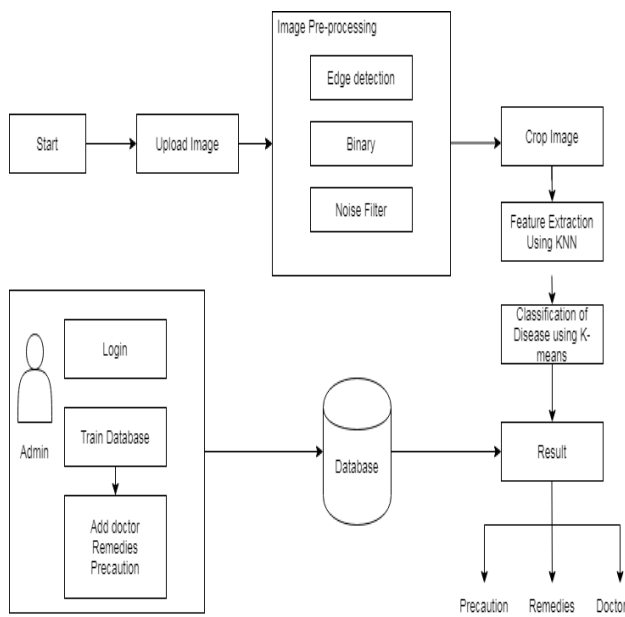 Image Pre-processing
Edge detection
Binary
Noise Filter
Start
Upload Image
Crop Image
Feature Extraction
Using KNN
Classification of
Disease using K-
means
Login
Admin
Train Database
Add doctor
Remedies
Precaution
Database
Result
Precaution
Remedies
Doctor